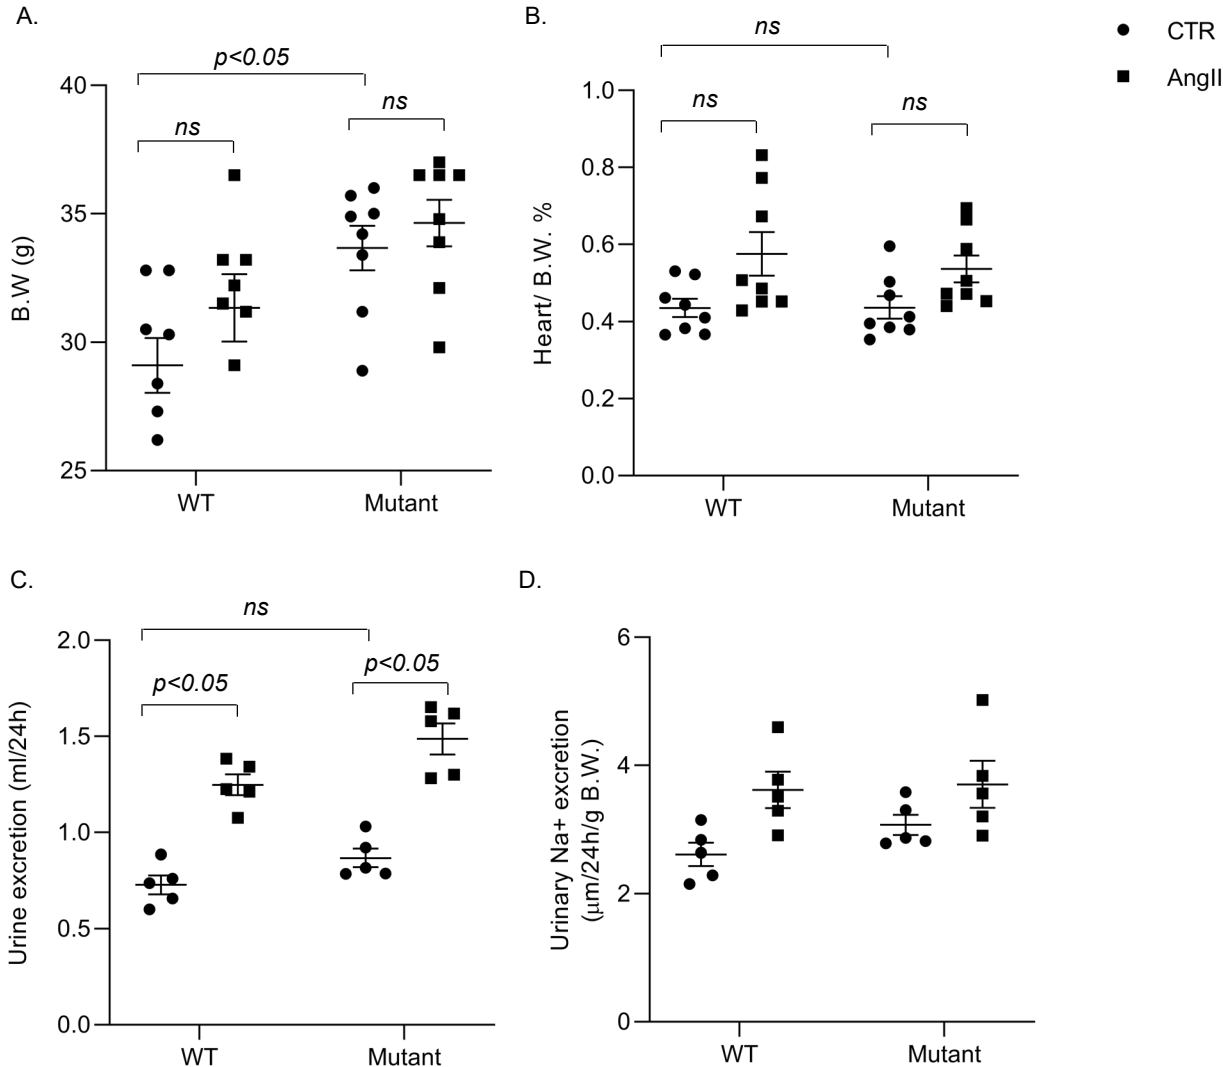 A.
B.
CTR
AngII
p<0.05
ns
ns
40
35
30
25
B.W (g)
WT
Mutant
ns
ns
ns
1.0
0.8
0.6
0.4
0.2
0.0
Heart/ B.W. %
WT
Mutant
C.
D.
ns
p<0.05
p<0.05
2.0
1.5
1.0
0.5
0.0
Urine excretion (ml/24h)
WT
Mutant
6
4
2
0
Urinary Na+ excretion
(μm/24h/g B.W.)
WT
Mutant